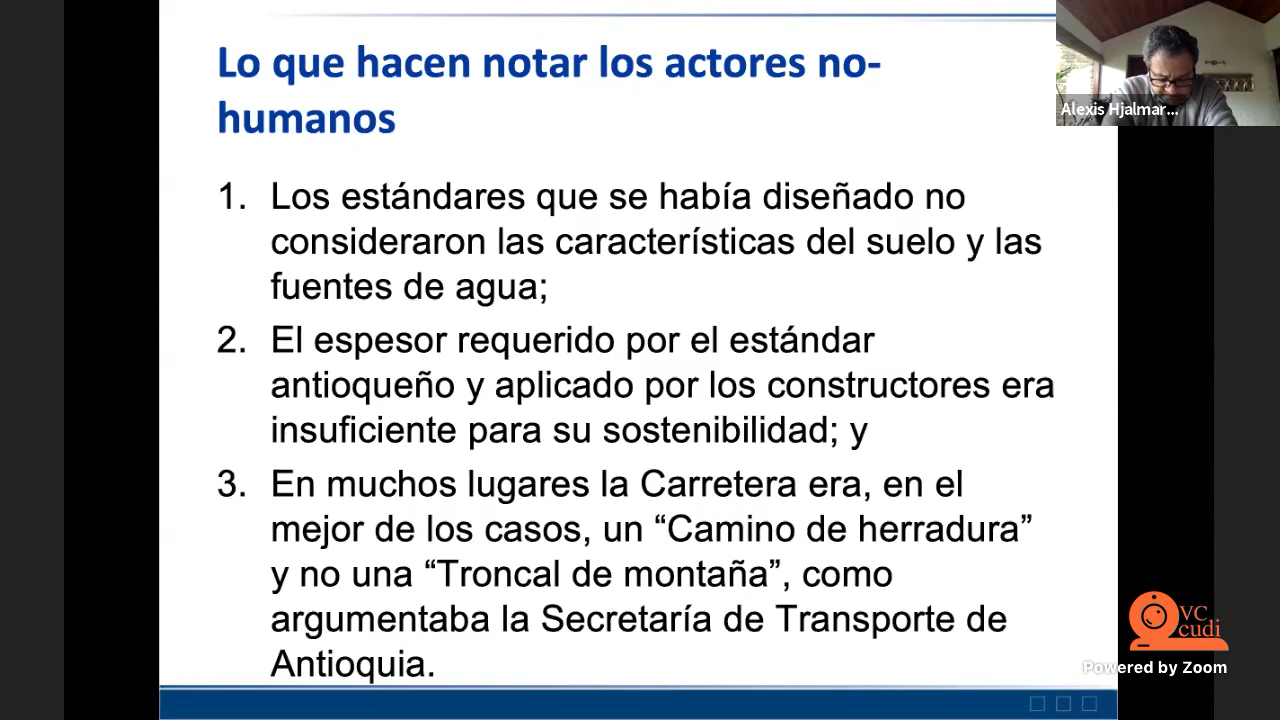 Lo que hacen notar los actores no-
humanos
Alexis Hjalmar...
1. Los estándares que se había diseñado no
consideraron las características del suelo y las
fuentes de agua;
2. El espesor requerido por el estándar
antioqueño y aplicado por los constructores era
insuficiente para su sostenibilidad; y
3. En muchos lugares la Carretera era, en el
mejor de los casos, un “Camino de herradura”
y no una “Troncal de montaña”, como
argumentaba la Secretaría de Transporte de
Antioquia.
VC
cudi
Powered by Zoom